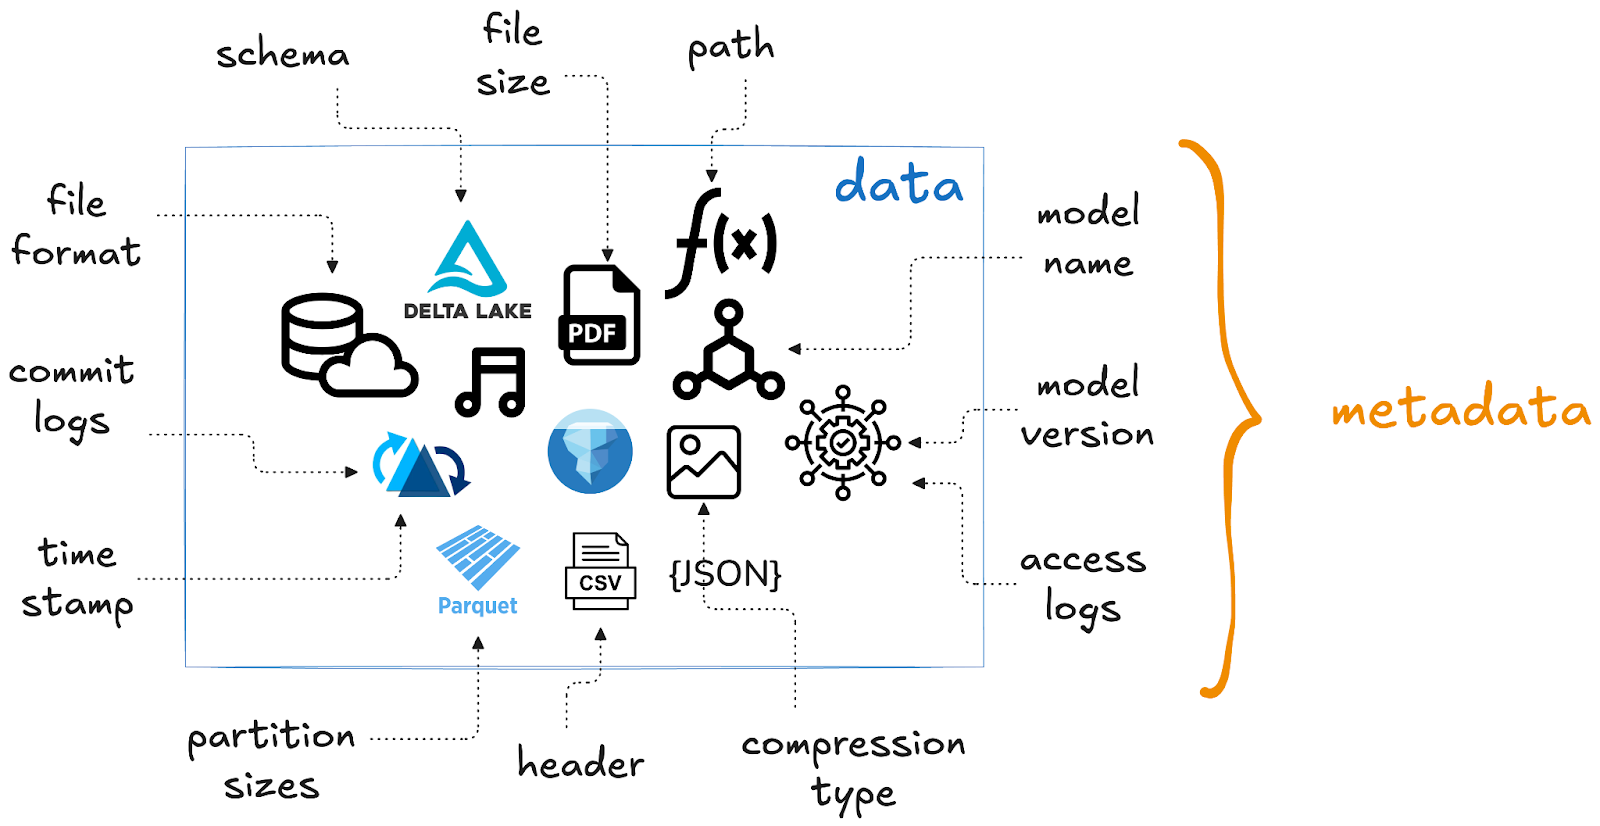 schema
file
size
path
data
file
format
model
name
DELTA LAKE
PDF
f(x)
commit
logs
model
version
time
stamp
Parquet
CSV
{JSON}
access
logs
metadata
partition
sizes
header
compression
type